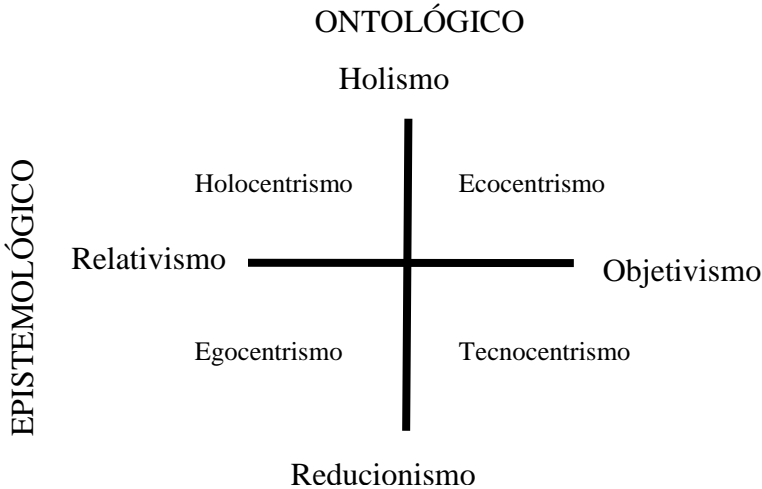 ONTOLÓGICO
Holismo
Holocentrismo
Ecocentrismo
EPISTEMOLÓGICO
Relativismo
Objetivismo
Egocentrismo
Tecnocentrismo
Reducionismo